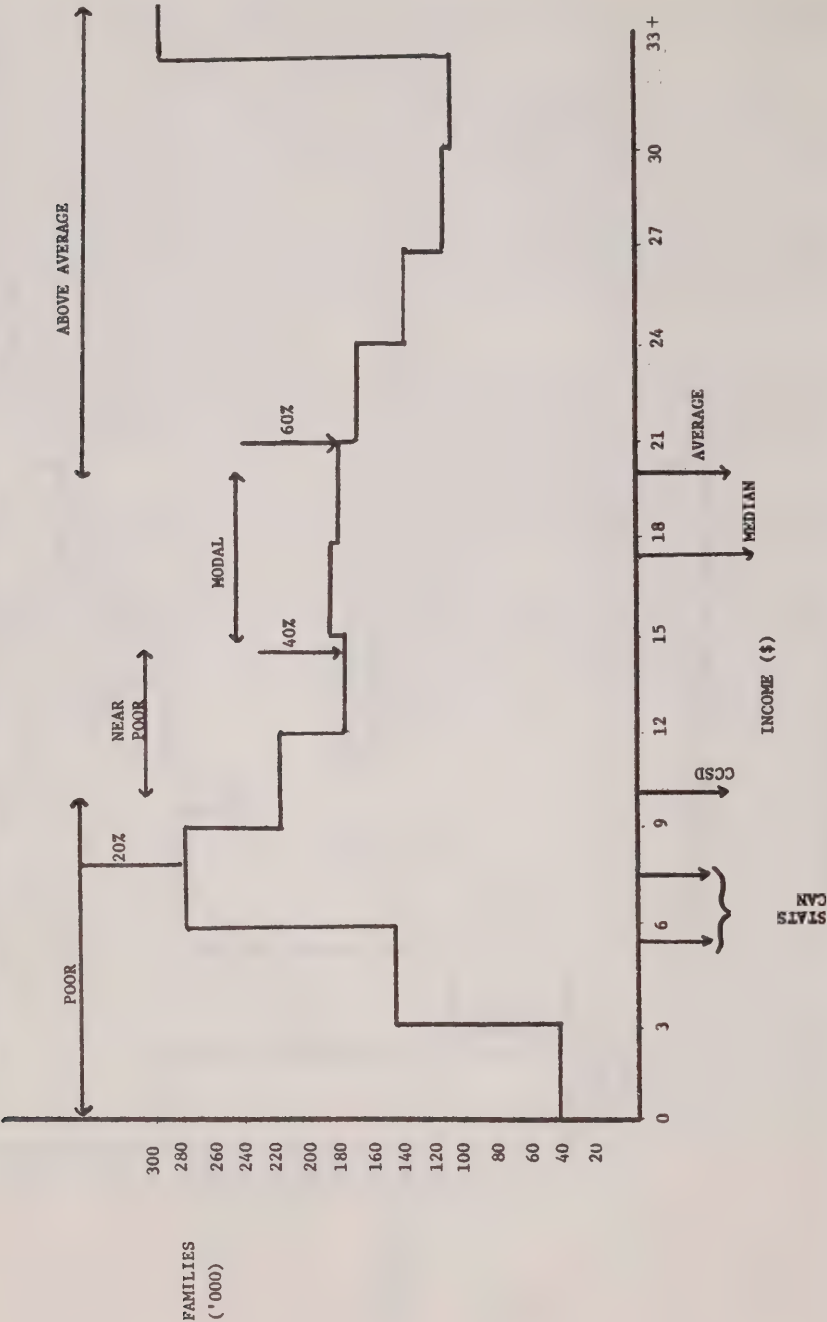 POOR
ABOVE AVERAGE
20%
NEAR
POOR
FAMILIES
('000)
MODAL
40%
60%
300
280
260
240
220
200
180
160
140
120
100
80
60
40
20
0 3 6 9 12 15 18 21 24 27 30 33+
CCSD
AVERAGE
MEDIAN
STATS
CAN
INCOME ($)